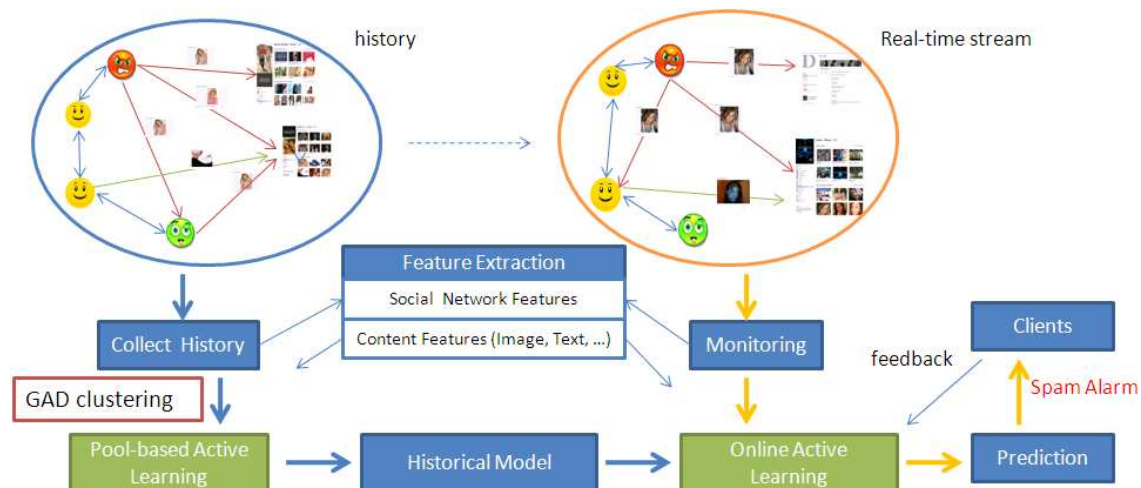 history
Real-time stream
D
Feature Extraction
Social Network Features
Content Features (Image, Text, ...)
Collect History
Monitoring
Clients
feedback
Spam Alarm
GAD clustering
Pool-based Active
Learning
Historical Model
Online Active
Learning
Prediction